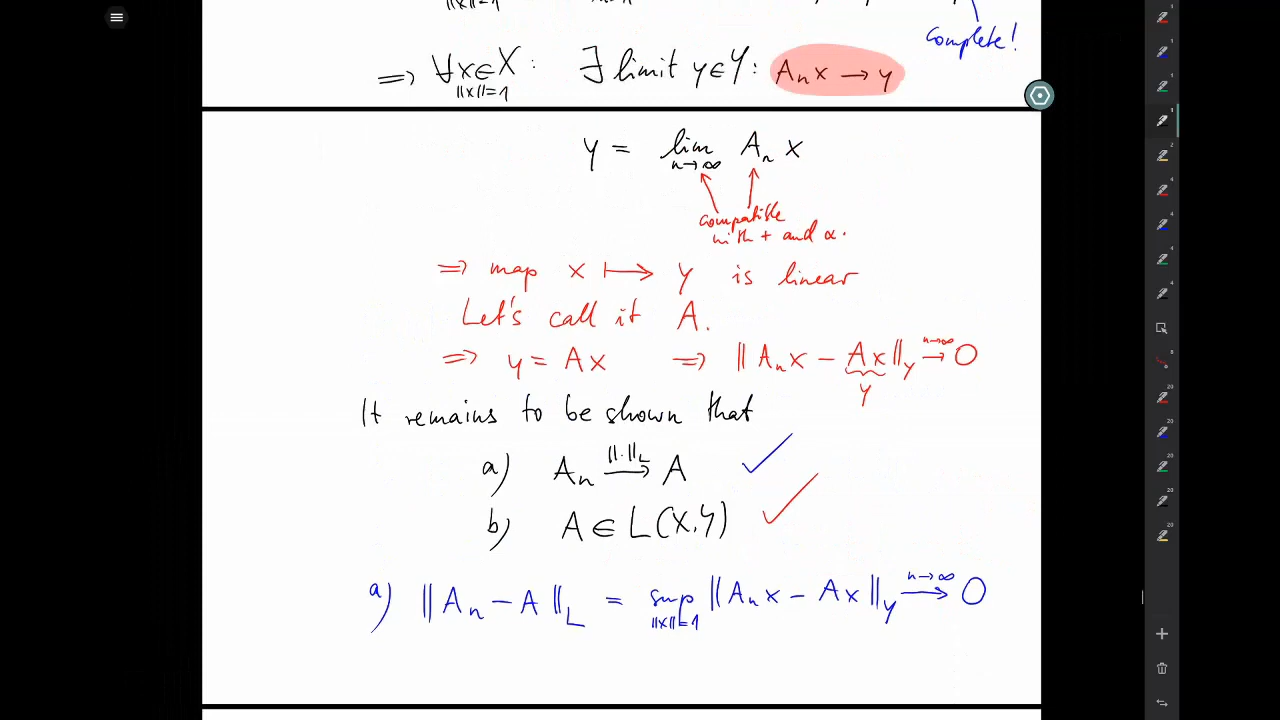 complete!
⟹ ∀x∈X: ∃ limit y∈Y: Aₙx → y
‖x‖=1
y = lim Aₙ x
n→∞
compatible
with + and α.
⟹ map x ⟼ y is linear
Let's call it A.
⟹ y = Ax ⟹ ‖Aₙx − Ax‖_Y →^{n→∞} 0
Y
It remains to be shown that
a) Aₙ →^{‖·‖_L} A ✓
b) A ∈ L(X,Y) ✓
a) ‖Aₙ − A‖_L = sup_{‖x‖=1} ‖Aₙx − Ax‖_Y →^{n→∞} 0